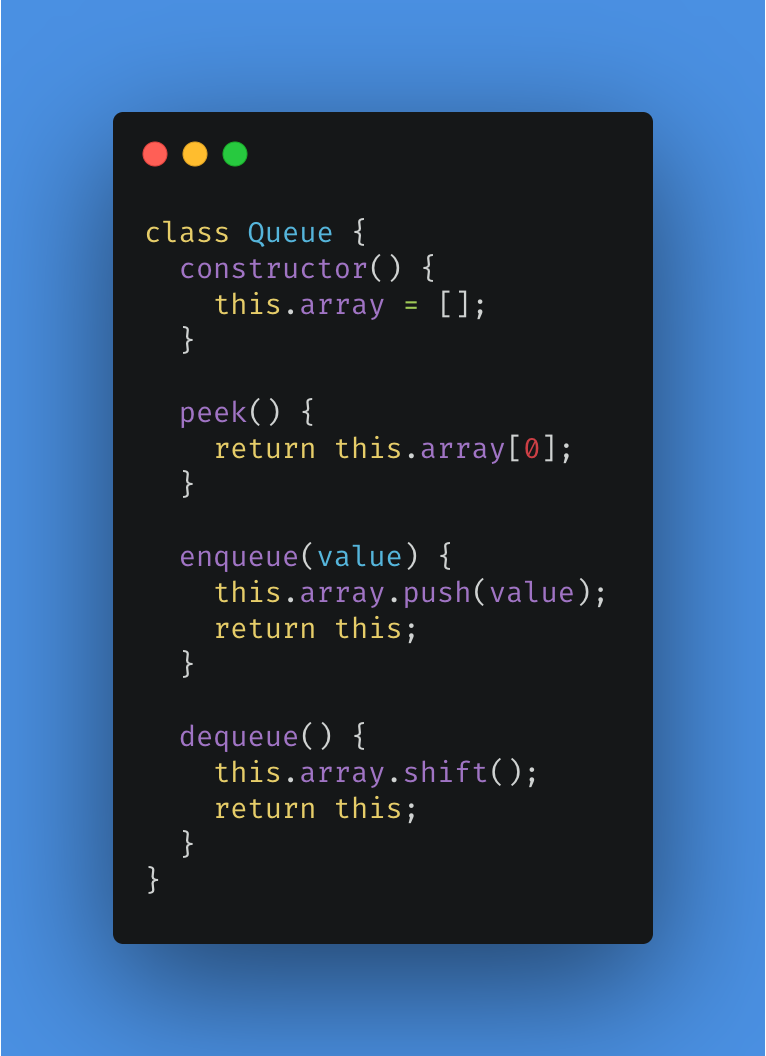 class Queue {
  constructor() {
    this.array = [];
  }

  peek() {
    return this.array[0];
  }

  enqueue(value) {
    this.array.push(value);
    return this;
  }

  dequeue() {
    this.array.shift();
    return this;
  }
}